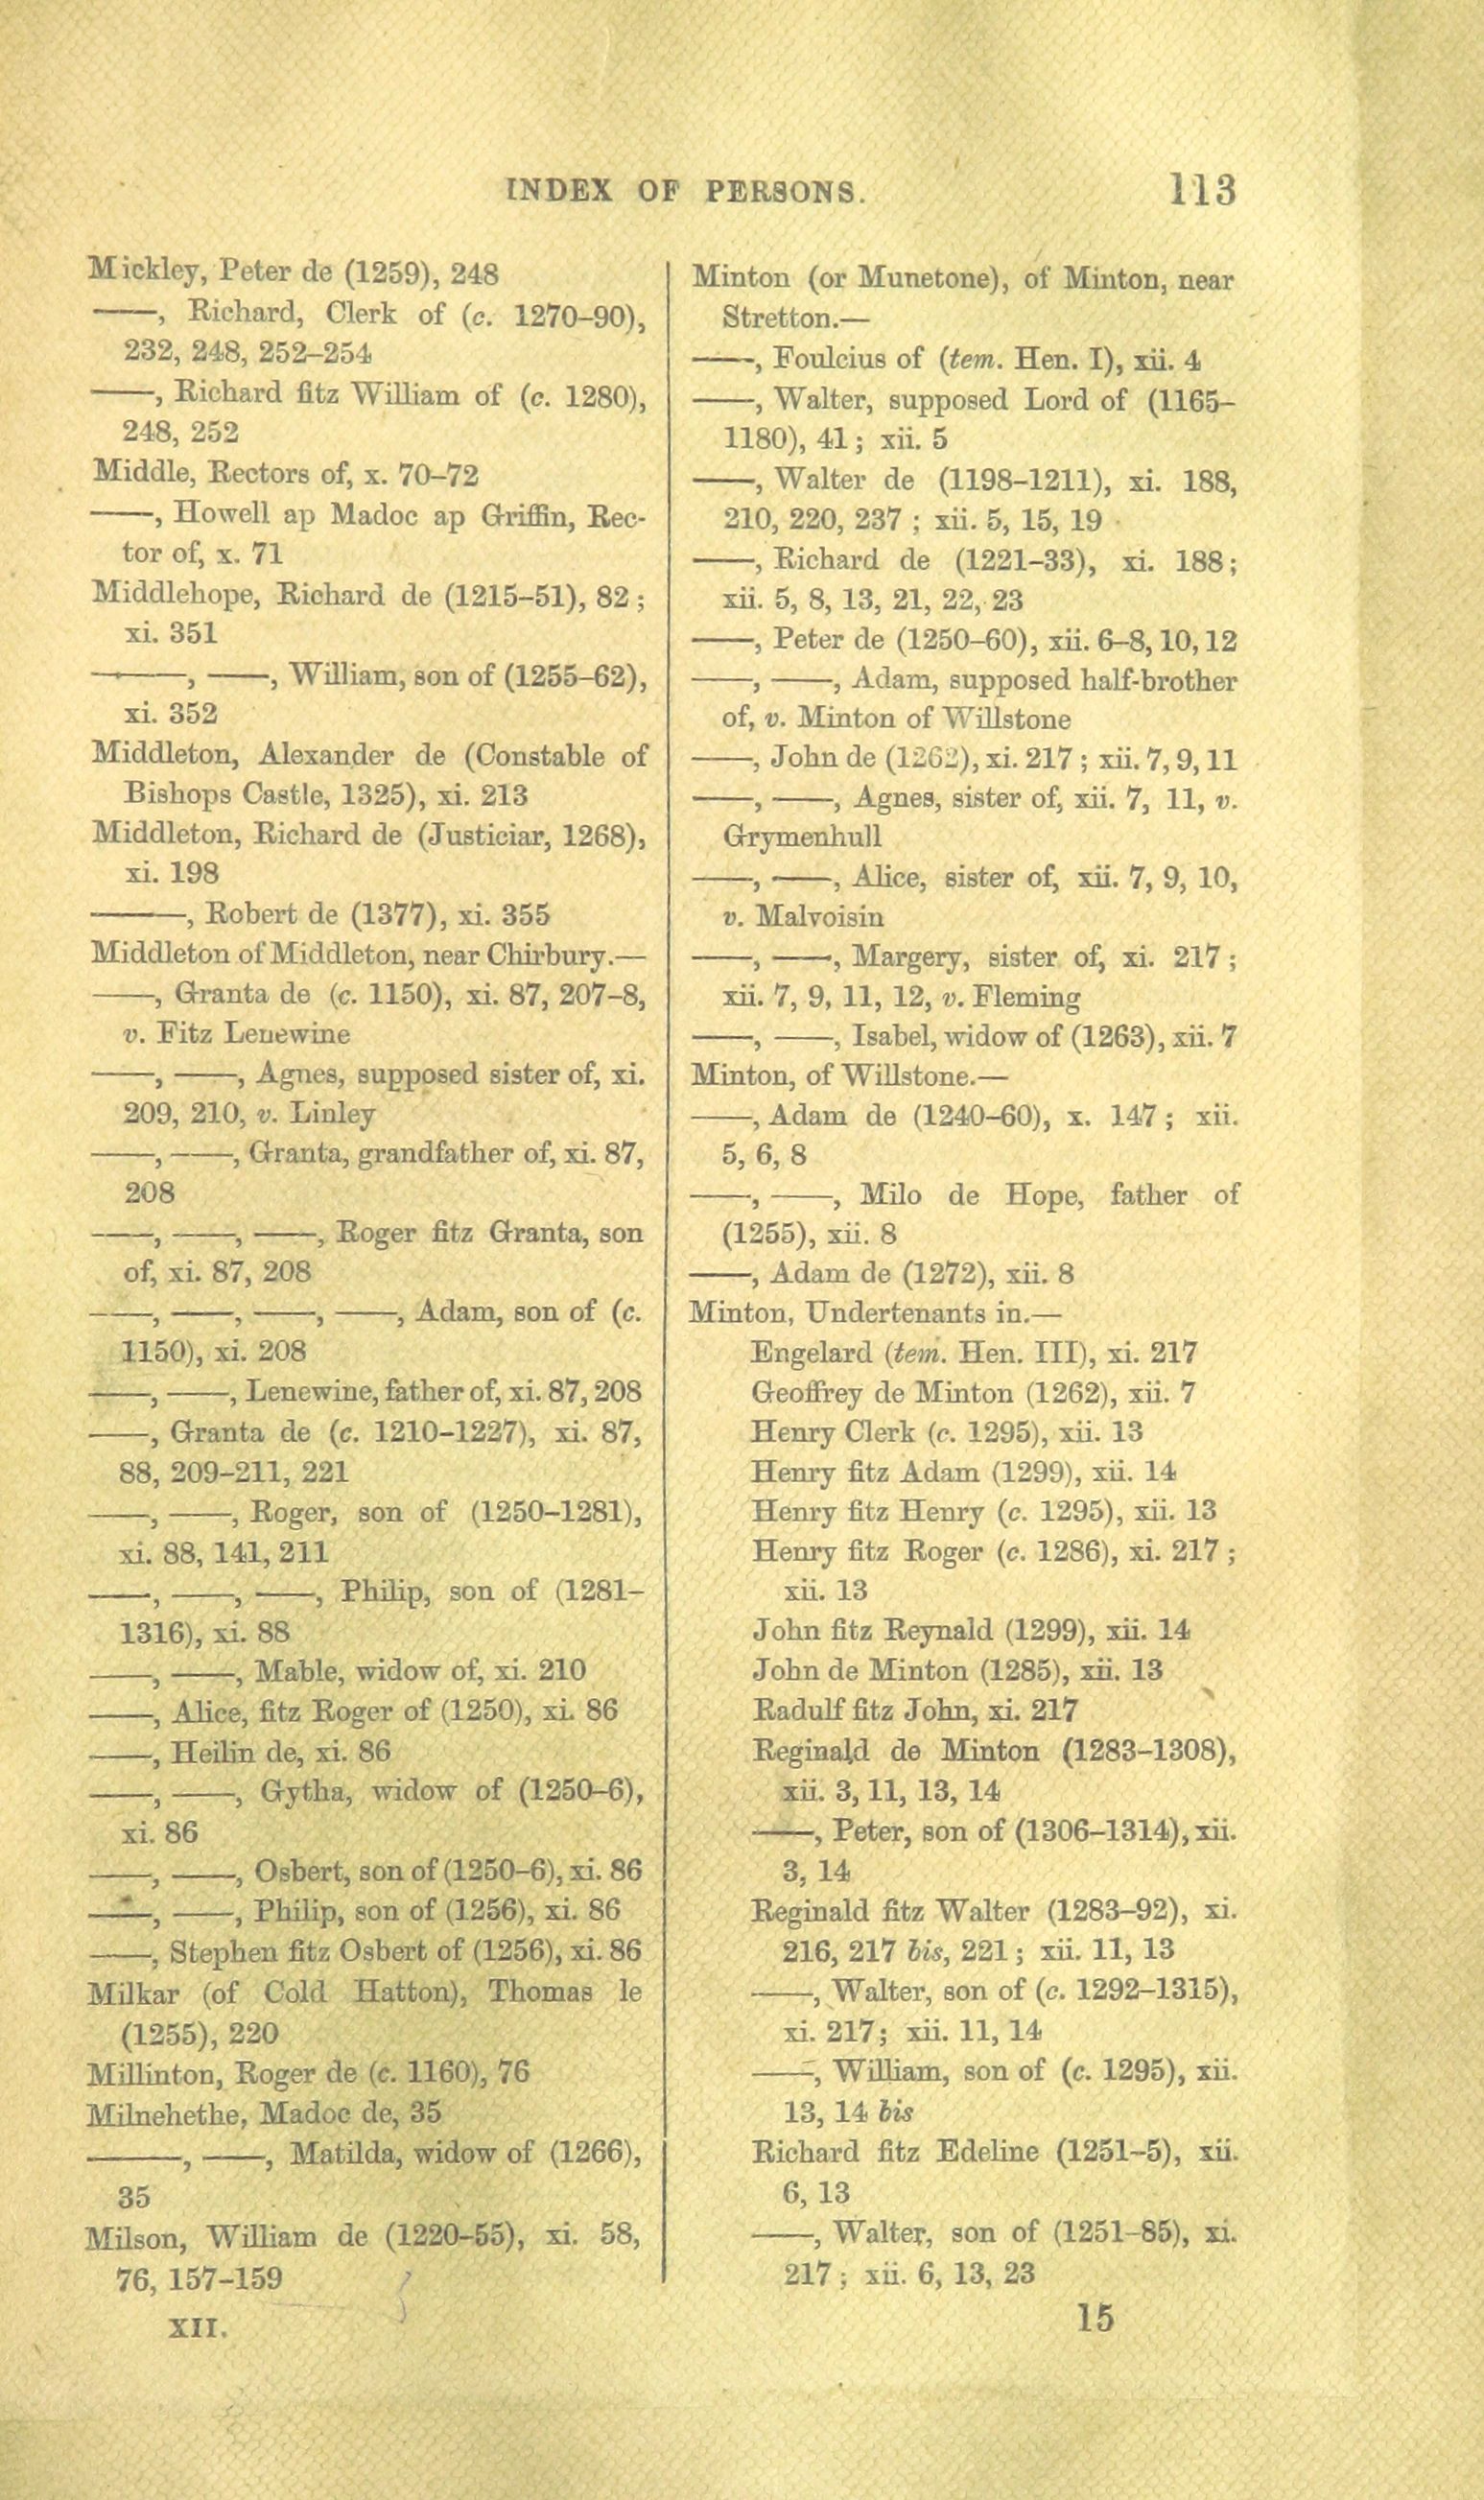 INDEX OF PERSONS. 113
Mickley, Peter de (1259), 248
——, Richard, Clerk of (c. 1270–90),
232, 248, 252–254
——, Richard fitz William of (c. 1280),
248, 252
Middle, Rectors of, x. 70–72
——, Howell ap Madoc ap Griffin, Rec-
tor of, x. 71
Middlehope, Richard de (1215–51), 82;
xi. 351
———, ——, William, son of (1255–62),
xi. 352
Middleton, Alexander de (Constable of
Bishops Castle, 1325), xi. 213
Middleton, Richard de (Justiciar, 1268),
xi. 198
———, Robert de (1377), xi. 355
Middleton of Middleton, near Chirbury.—
——, Granta de (c. 1150), xi. 87, 207–8,
v. Fitz Lenewine
——, ——, Agnes, supposed sister of, xi.
209, 210, v. Linley
——, ——, Granta, grandfather of, xi. 87,
208
——, ——, ——, Roger fitz Granta, son
of, xi. 87, 208
——, ——, ——, ——, Adam, son of (c.
1150), xi. 208
——, ——, Lenewine, father of, xi. 87, 208
——, Granta de (c. 1210–1227), xi. 87,
88, 209–211, 221
——, ——, Roger, son of (1250–1281),
xi. 88, 141, 211
——, ——, ——, Philip, son of (1281–
1316), xi. 88
——, ——, Mable, widow of, xi. 210
——, Alice, fitz Roger of (1250), xi. 86
——, Heilin de, xi. 86
——, ——, Gytha, widow of (1250–6),
xi. 86
——, ——, Osbert, son of (1250–6), xi. 86
——, ——, Philip, son of (1256), xi. 86
——, Stephen fitz Osbert of (1256), xi. 86
Milkar (of Cold Hatton), Thomas le
(1255), 220
Millinton, Roger de (c. 1160), 76
Milnehethe, Madoc de, 35
———, ——, Matilda, widow of (1266),
35
Milson, William de (1220–55), xi. 58,
76, 157–159
XII.
Minton (or Munetone), of Minton, near
Stretton.—
——, Foulcius of (tem. Hen. I), xii. 4
——, Walter, supposed Lord of (1165–
1180), 41; xii. 5
——, Walter de (1198–1211), xi. 188,
210, 220, 237; xii. 5, 15, 19
——, Richard de (1221–33), xi. 188;
xii. 5, 8, 13, 21, 22, 23
——, Peter de (1250–60), xii. 6–8, 10, 12
——, ——, Adam, supposed half-brother
of, v. Minton of Willstone
——, John de (1262), xi. 217; xii. 7, 9, 11
——, ——, Agnes, sister of, xii. 7, 11, v.
Grymenhull
——, ——, Alice, sister of, xii. 7, 9, 10,
v. Malvoisin
——, ——, Margery, sister of, xi. 217;
xii. 7, 9, 11, 12, v. Fleming
——, ——, Isabel, widow of (1263), xii. 7
Minton, of Willstone.—
——, Adam de (1240–60), x. 147; xii.
5, 6, 8
——, ——, Milo de Hope, father of
(1255), xii. 8
——, Adam de (1272), xii. 8
Minton, Undertenants in.—
Engelard (tem. Hen. III), xi. 217
Geoffrey de Minton (1262), xii. 7
Henry Clerk (c. 1295), xii. 13
Henry fitz Adam (1299), xii. 14
Henry fitz Henry (c. 1295), xii. 13
Henry fitz Roger (c. 1286), xi. 217;
xii. 13
John fitz Reynald (1299), xii. 14
John de Minton (1285), xii. 13
Radulf fitz John, xi. 217
Reginald de Minton (1283–1308),
xii. 3, 11, 13, 14
——, Peter, son of (1306–1314), xii.
3, 14
Reginald fitz Walter (1283–92), xi.
216, 217 bis, 221; xii. 11, 13
——, Walter, son of (c. 1292–1315),
xi. 217; xii. 11, 14
——, William, son of (c. 1295), xii.
13, 14 bis
Richard fitz Edeline (1251–5), xii.
6, 13
——, Walter, son of (1251–85), xi.
217; xii. 6, 13, 23
15